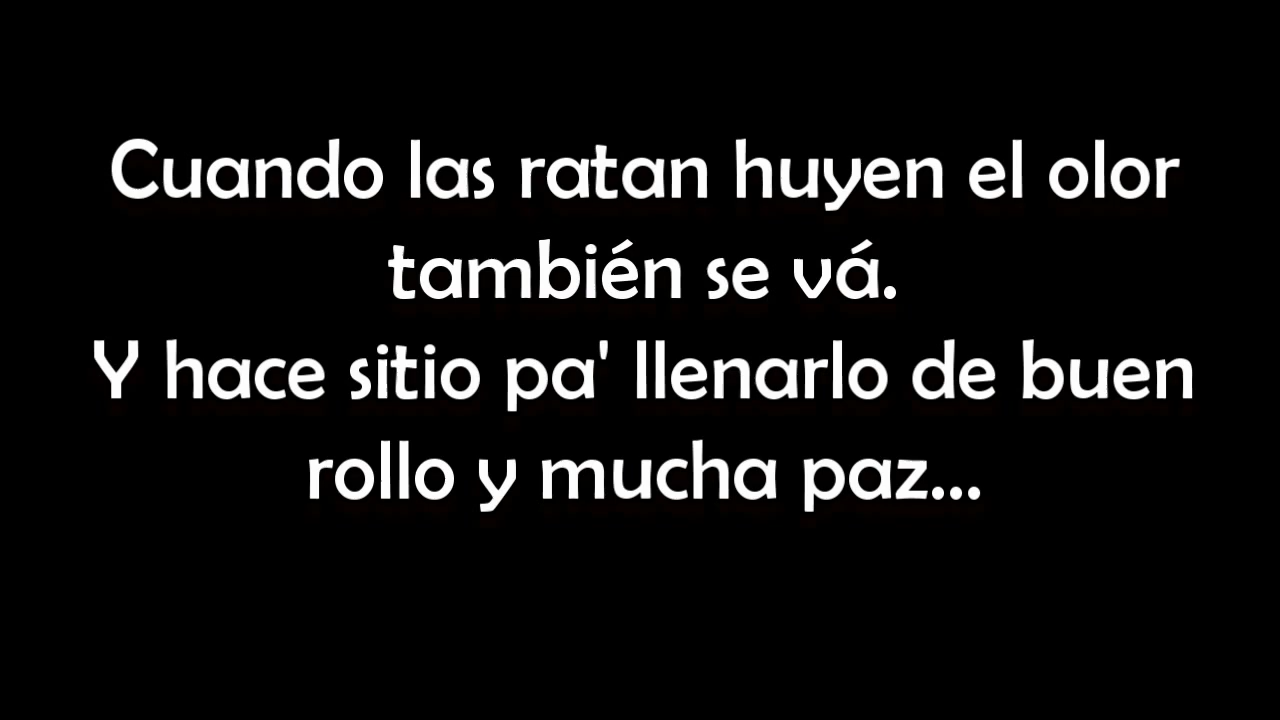 Cuando las ratan huyen el olor
también se vá.
Y hace sitio pa' llenarlo de buen
rollo y mucha paz...